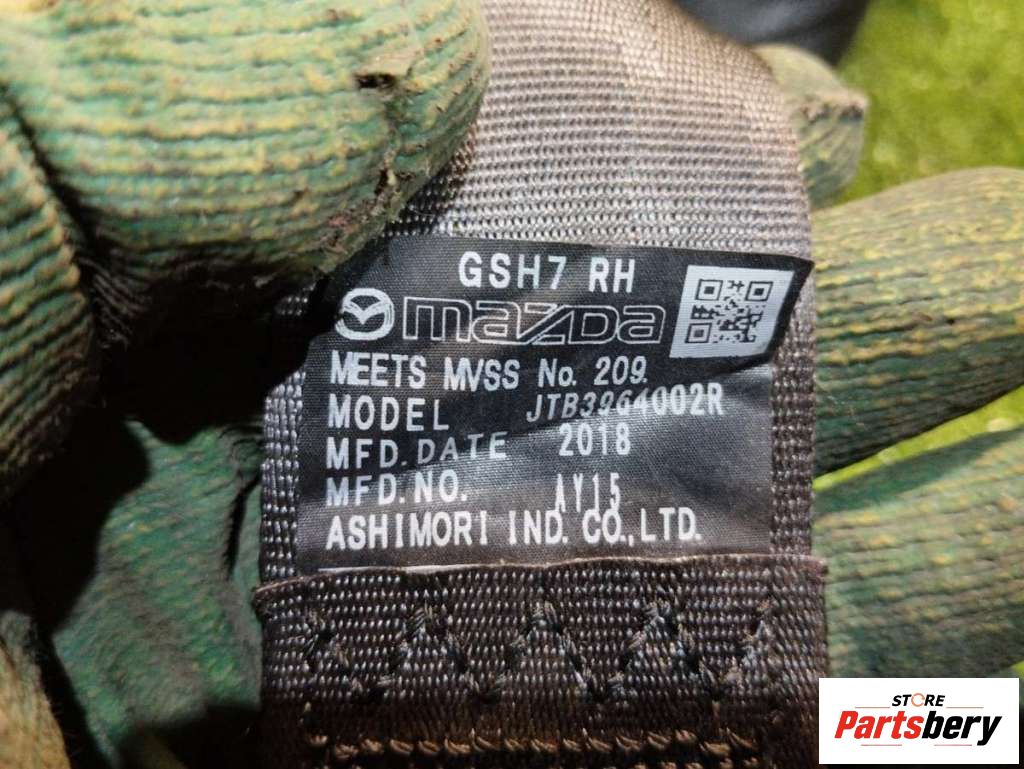 GSH7 RH
mazda
MEETS MVSS No. 209.
MODEL JTB3964002R
MFD.DATE 2018
MFD.NO. AY15
ASHIMORI IND. CO.,LTD.
STORE
Partsbery